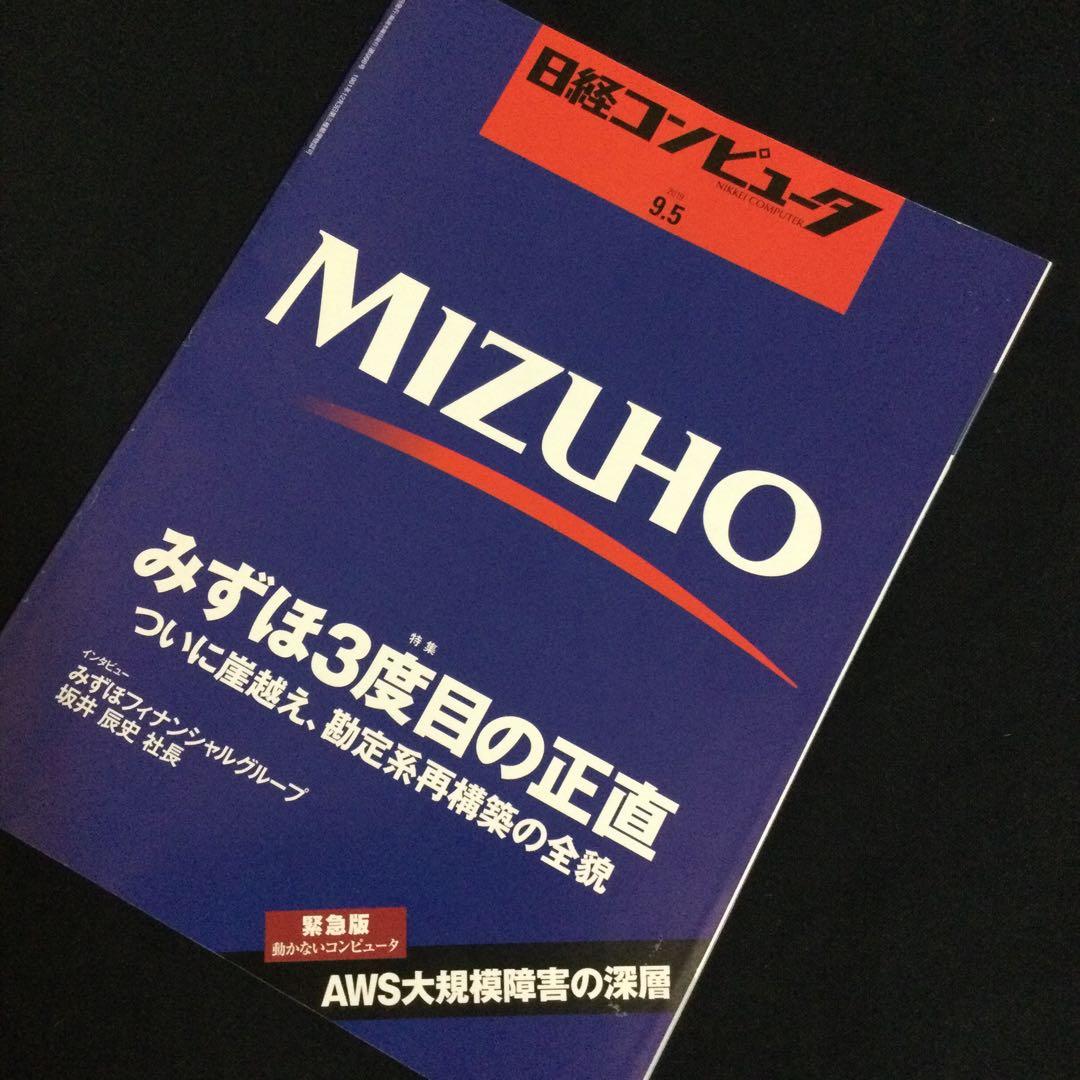 日経コンピュータ
NIKKEI COMPUTER
2019
9.5
MIZUHO
特集
みずほ3度目の正直
ついに崖越え、勘定系再構築の全貌
インタビュー
みずほフィナンシャルグループ
坂井 辰史 社長
緊急版
動かないコンピュータ
AWS大規模障害の深層